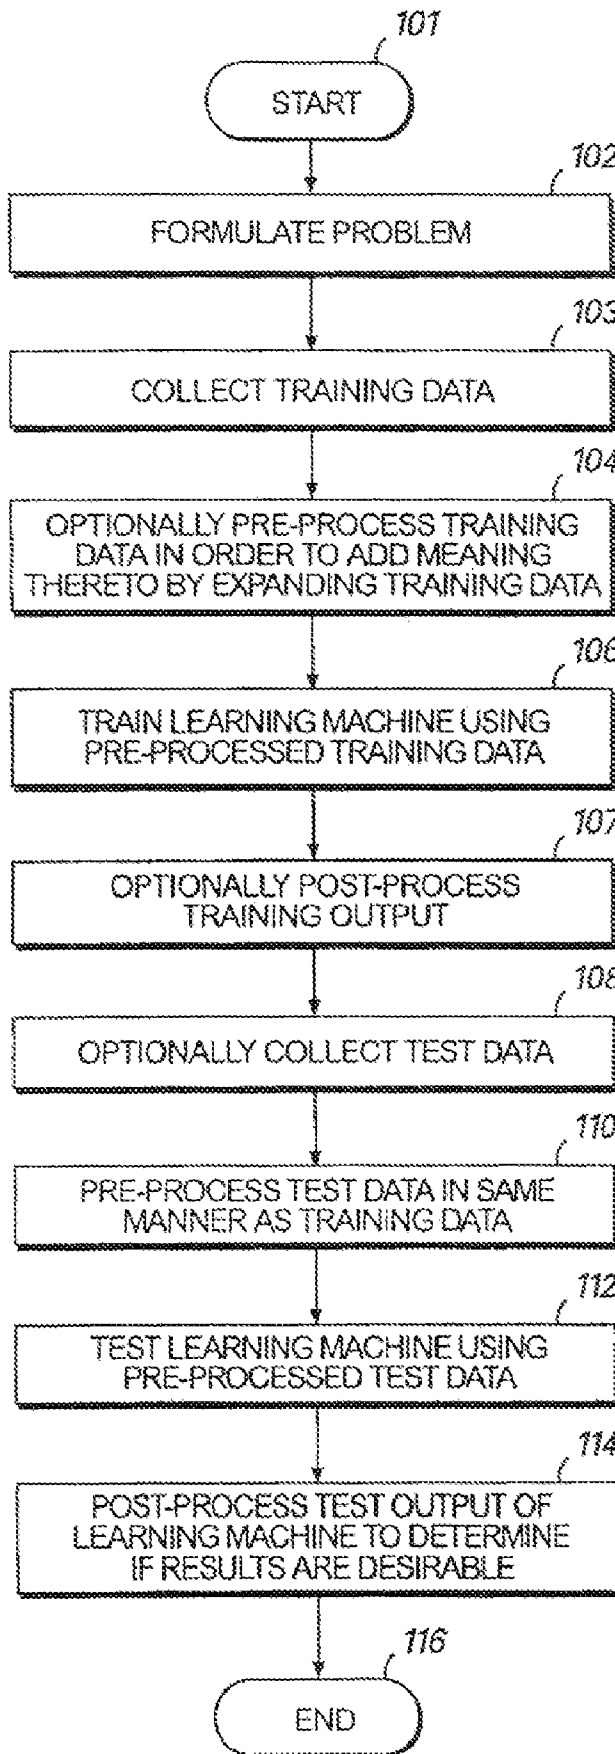 101
START
102
FORMULATE PROBLEM
103
COLLECT TRAINING DATA
104
OPTIONALLY PRE-PROCESS TRAINING
DATA IN ORDER TO ADD MEANING
THERETO BY EXPANDING TRAINING DATA
106
TRAIN LEARNING MACHINE USING
PRE-PROCESSED TRAINING DATA
107
OPTIONALLY POST-PROCESS
TRAINING OUTPUT
108
OPTIONALLY COLLECT TEST DATA
110
PRE-PROCESS TEST DATA IN SAME
MANNER AS TRAINING DATA
112
TEST LEARNING MACHINE USING
PRE-PROCESSED TEST DATA
114
POST-PROCESS TEST OUTPUT OF
LEARNING MACHINE TO DETERMINE
IF RESULTS ARE DESIRABLE
116
END